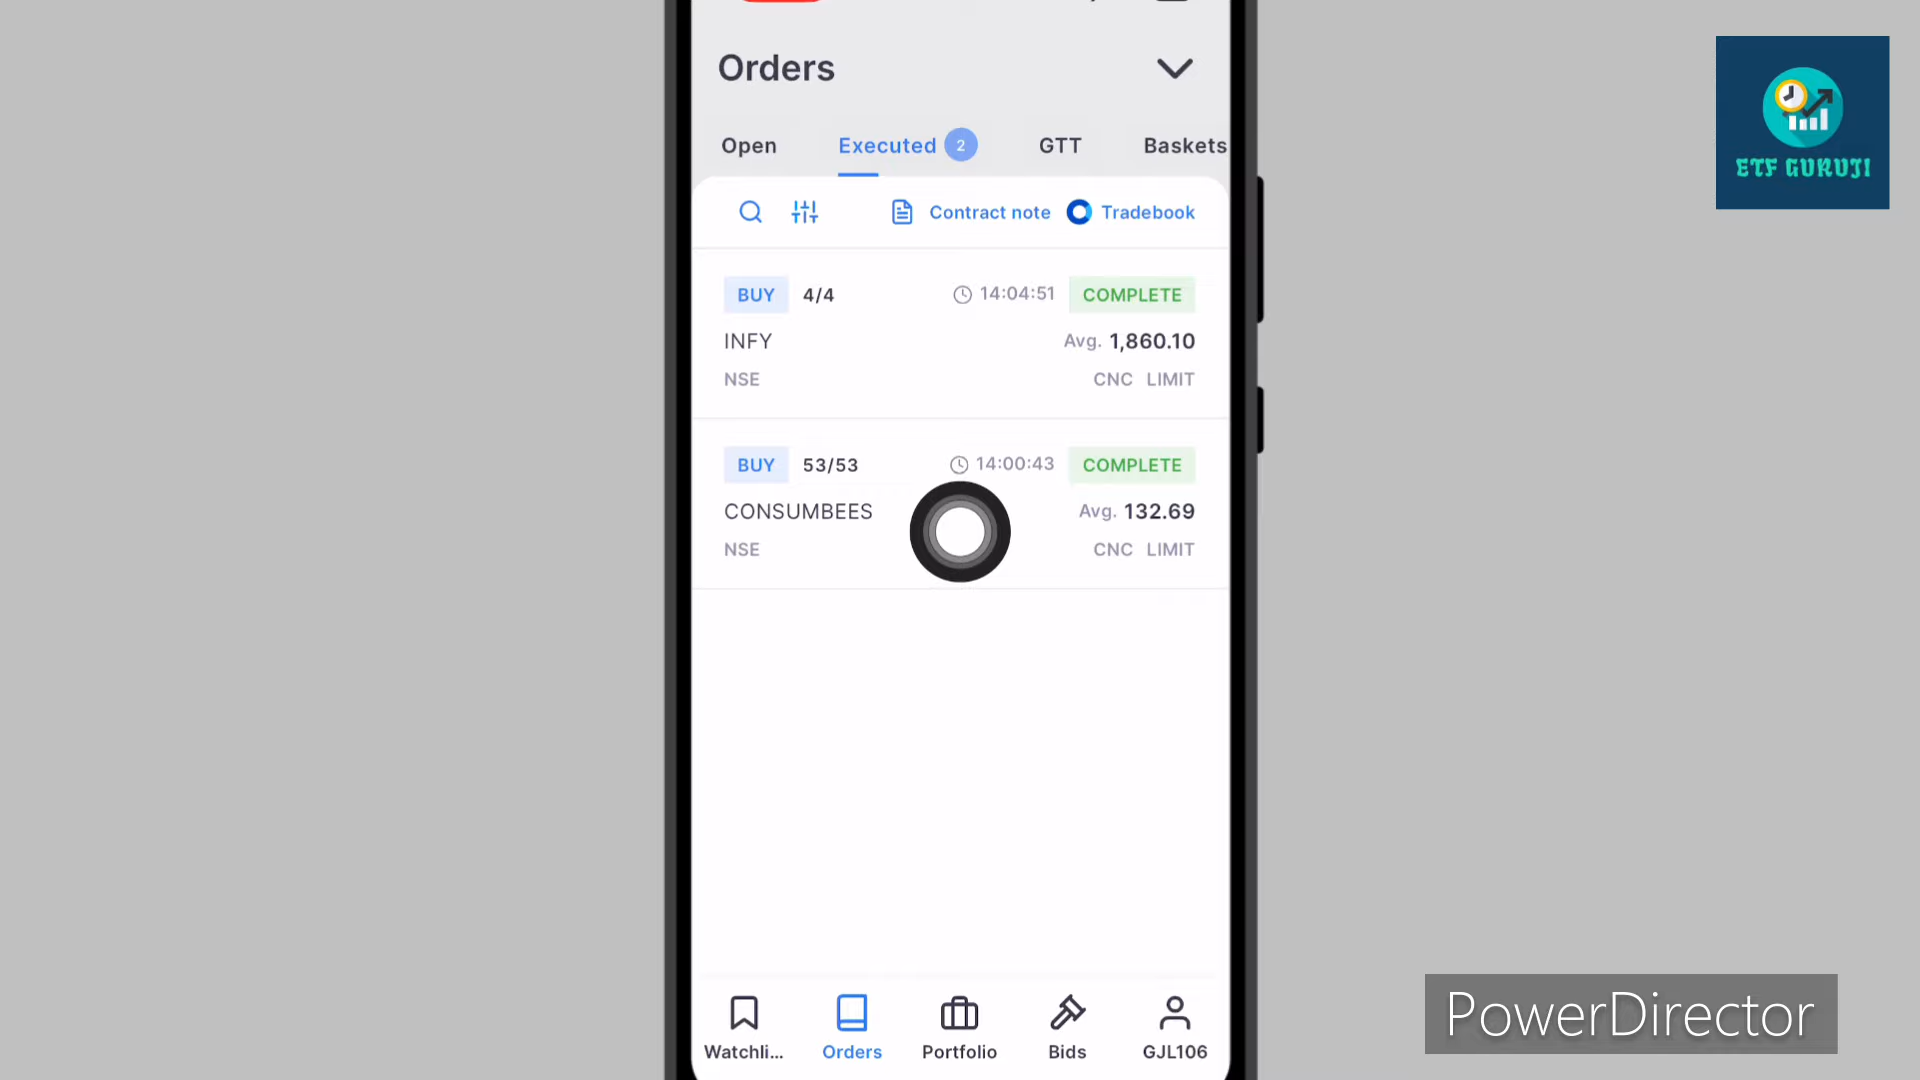 Orders
Open Executed 2 GTT Baskets
Contract note Tradebook
BUY 4/4 14:04:51 COMPLETE
INFY Avg. 1,860.10
NSE CNC LIMIT
BUY 53/53 14:00:43 COMPLETE
CONSUMBEES Avg. 132.69
NSE CNC LIMIT
Watchli... Orders Portfolio Bids GJL106
ETF GURUJI
PowerDirector